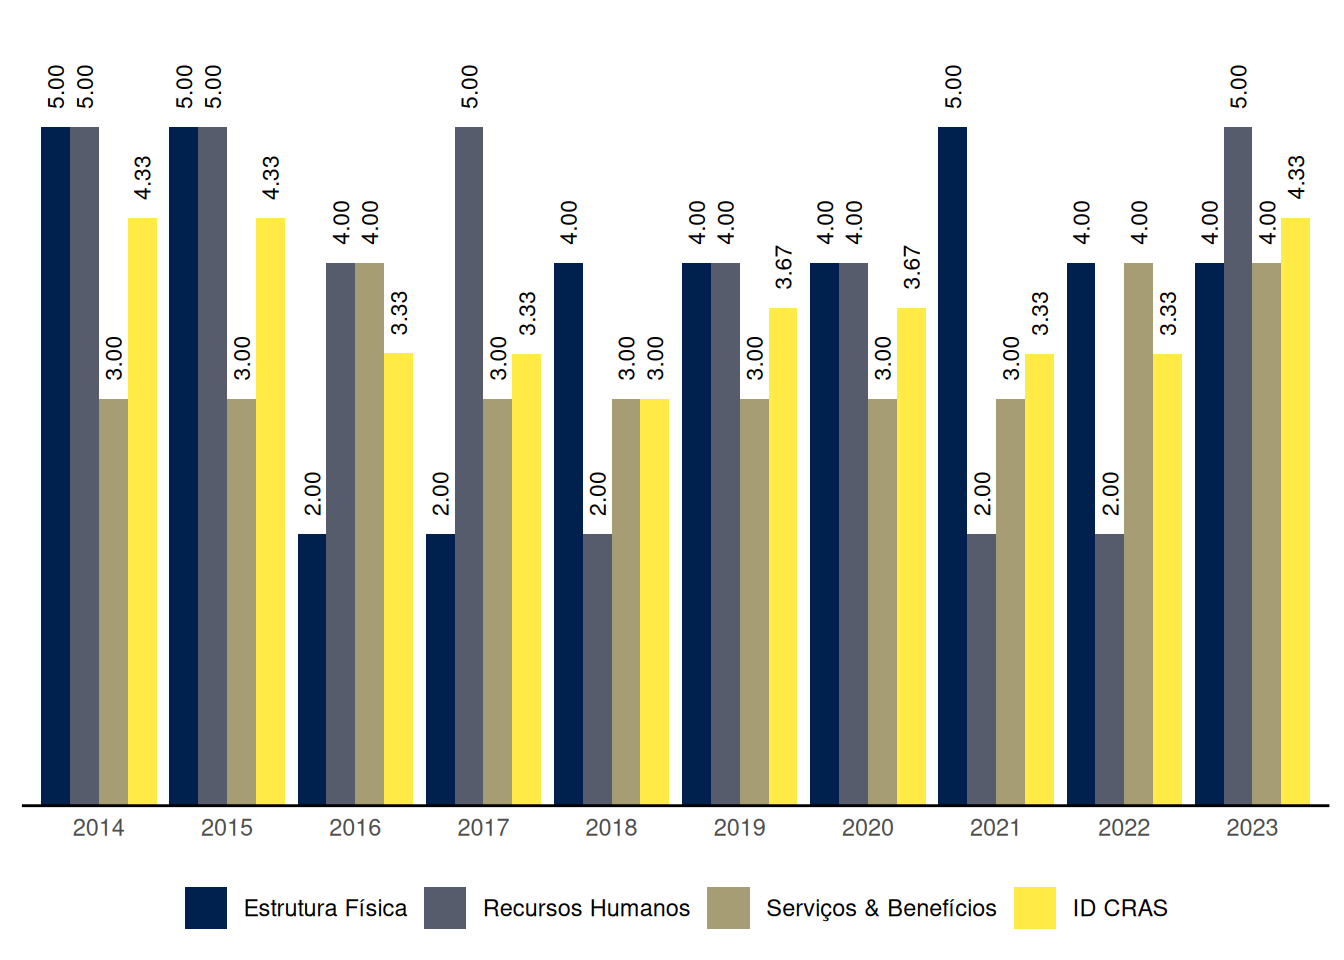 5.00 5.00 3.00 4.33
5.00 5.00 3.00 4.33
2.00 4.00 4.00 3.33
2.00 5.00 3.00 3.33
4.00 2.00 3.00 3.00
4.00 4.00 3.00 3.67
4.00 4.00 3.00 3.67
5.00 2.00 3.00 3.33
4.00 2.00 4.00 3.33
4.00 5.00 4.00 4.33
2014 2015 2016 2017 2018 2019 2020 2021 2022 2023
Estrutura Física Recursos Humanos Serviços & Benefícios ID CRAS